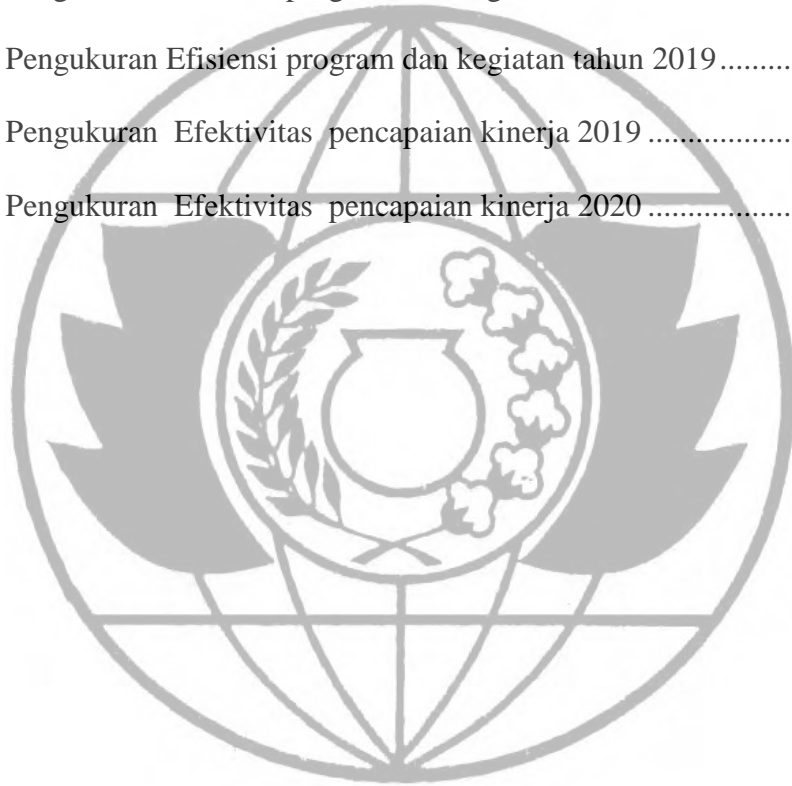 Pengukuran Efisiensi program dan kegiatan tahun 2019.........
Pengukuran Efektivitas pencapaian kinerja 2019 .................
Pengukuran Efektivitas pencapaian kinerja 2020 .................